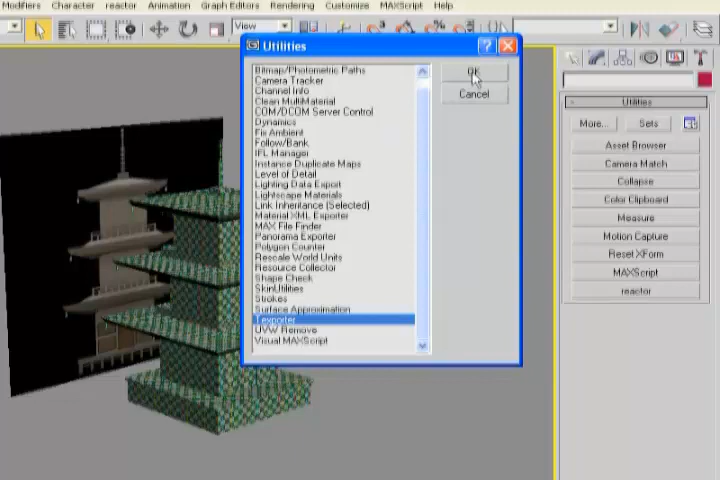 Modifiers Character reactor Animation Graph Editors Rendering Customize MAXScript Help
View
Utilities
Bitmap/Photometric Paths
Camera Tracker
Channel Info
Clean MultiMaterial
COM/DCOM Server Control
Dynamics
Fix Ambient
Follow/Bank
IFL Manager
Instance Duplicate Maps
Level of Detail
Lighting Data Export
Lightscape Materials
Link Inheritance (Selected)
Material XML Exporter
MAX File Finder
Panorama Exporter
Polygon Counter
Rescale World Units
Resource Collector
Shape Check
SkinUtilities
Strokes
Surface Approximation
Texporter
UVW Remove
Visual MAXScript
OK
Cancel
- Utilities
More... Sets
Asset Browser
Camera Match
Collapse
Color Clipboard
Measure
Motion Capture
Reset XForm
MAXScript
reactor